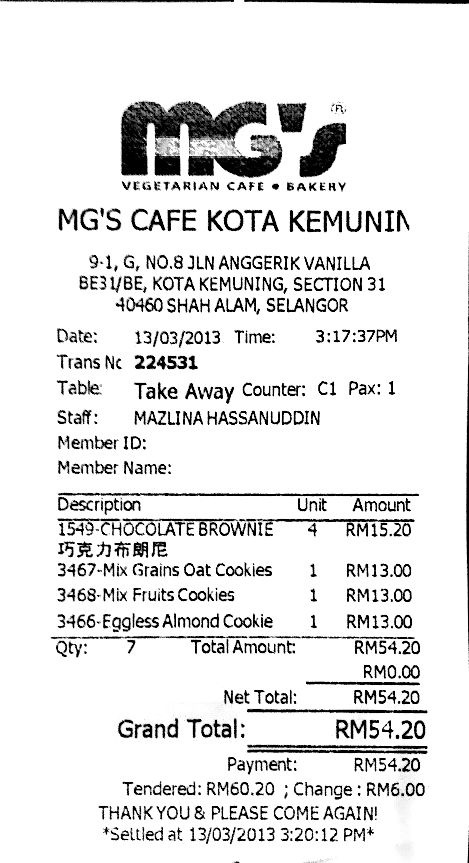 MG's ®
VEGETARIAN CAFE • BAKERY
MG'S CAFE KOTA KEMUNIN
9-1, G, NO.8 JLN ANGGERIK VANILLA
BE31/BE, KOTA KEMUNING, SECTION 31
40460 SHAH ALAM, SELANGOR
Date: 13/03/2013 Time: 3:17:37PM
Trans No 224531
Table: Take Away Counter: C1 Pax: 1
Staff: MAZLINA HASSANUDDIN
Member ID:
Member Name:
Description Unit Amount
1549-CHOCOLATE BROWNIE 4 RM15.20
巧克力布朗尼
3467-Mix Grains Oat Cookies 1 RM13.00
3468-Mix Fruits Cookies 1 RM13.00
3466-Eggless Almond Cookie 1 RM13.00
Qty: 7 Total Amount: RM54.20
RM0.00
Net Total: RM54.20
Grand Total: RM54.20
Payment: RM54.20
Tendered: RM60.20 ; Change : RM6.00
THANK YOU & PLEASE COME AGAIN!
*Settled at 13/03/2013 3:20:12 PM*